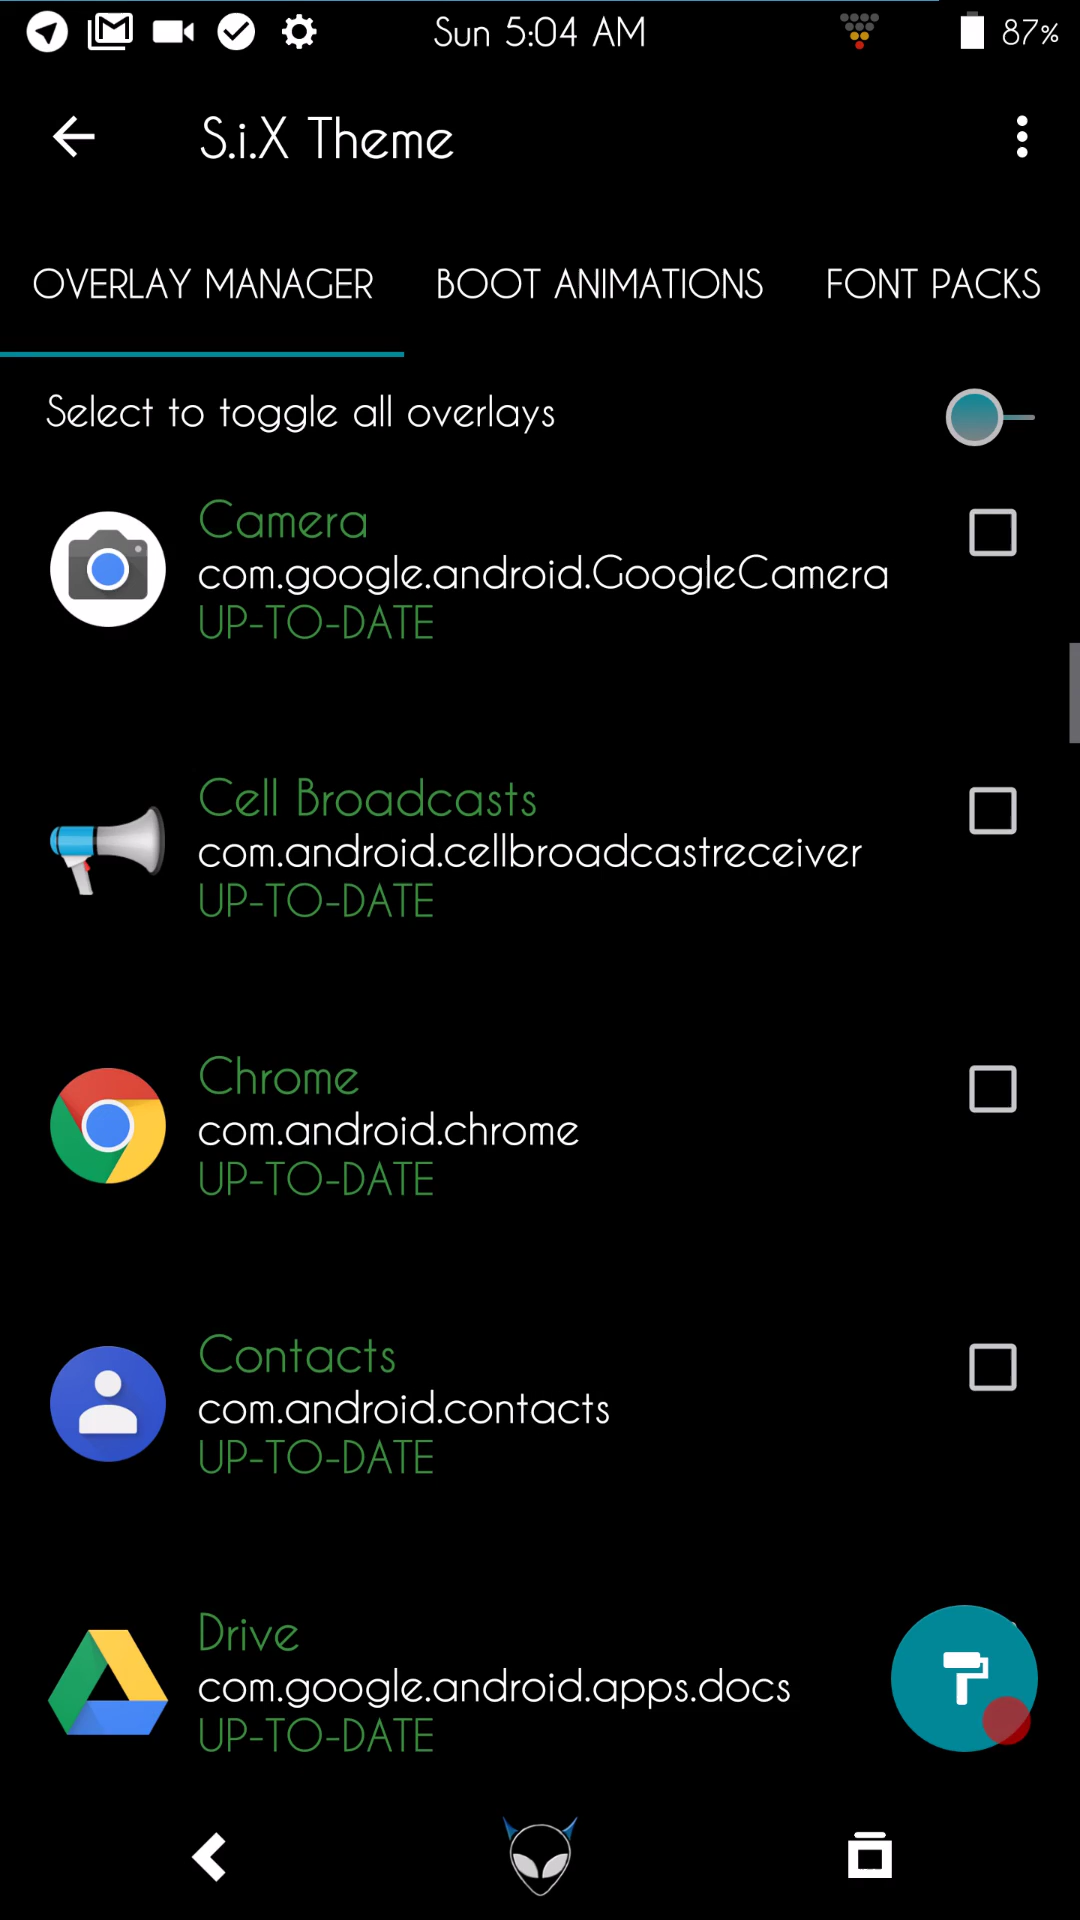 Sun 5:04 AM
87%
S.i.X Theme
OVERLAY MANAGER
BOOT ANIMATIONS
FONT PACKS
Select to toggle all overlays
Camera
com.google.android.GoogleCamera
UP-TO-DATE
Cell Broadcasts
com.android.cellbroadcastreceiver
UP-TO-DATE
Chrome
com.android.chrome
UP-TO-DATE
Contacts
com.android.contacts
UP-TO-DATE
Drive
com.google.android.apps.docs
UP-TO-DATE